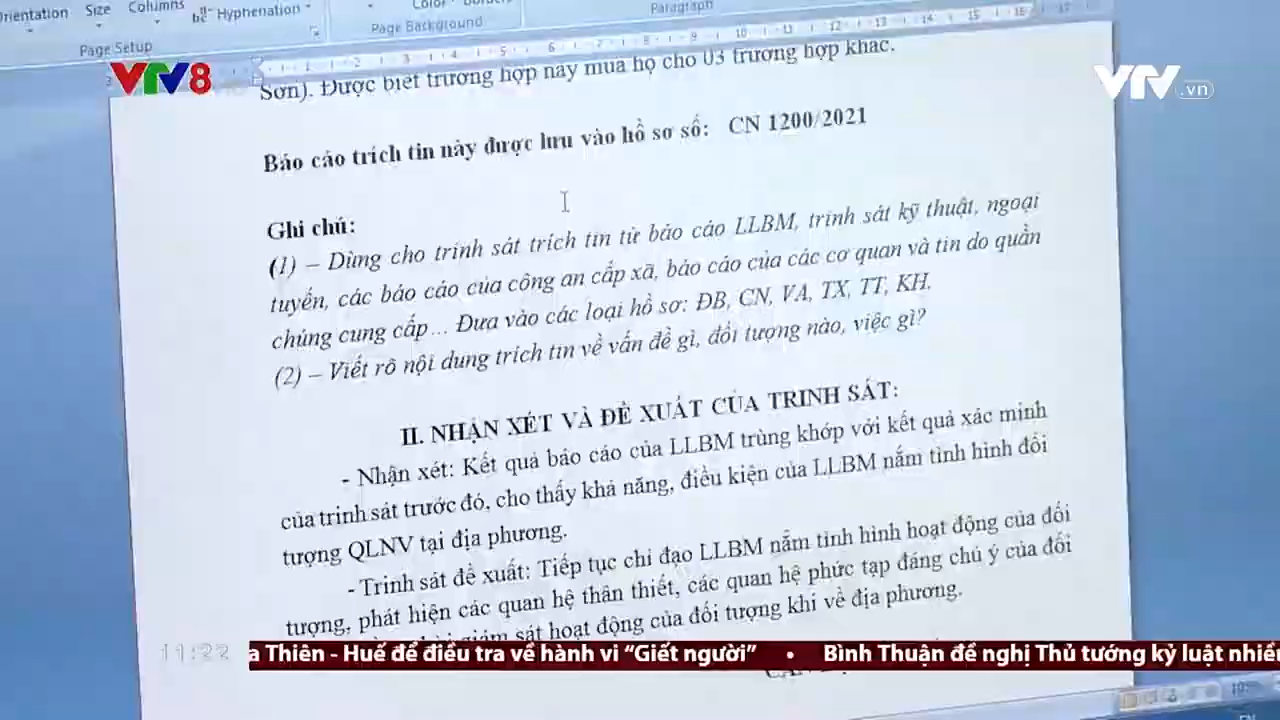 Orientation Size Columns Hyphenation
Page Setup Page Background Paragraph
VTV8
VTV.vn
Sơn). Được biết trường hợp này mua họ cho 03 trường hợp khác.
Báo cáo trích tin này được lưu vào hồ sơ số: CN 1200/2021
Ghi chú:
(1) – Dùng cho trinh sát trích tin từ báo cáo LLBM, trinh sát kỹ thuật, ngoại
tuyến, các báo cáo của công an cấp xã, báo cáo của các cơ quan và tin do quần
chúng cung cấp... Đưa vào các loại hồ sơ: ĐB, CN, VA, TX, TT, KH.
(2) – Viết rõ nội dung trích tin về vấn đề gì, đối tượng nào, việc gì?
II. NHẬN XÉT VÀ ĐỀ XUẤT CỦA TRINH SÁT:
- Nhận xét: Kết quả báo cáo của LLBM trùng khớp với kết quả xác minh
của trinh sát trước đó, cho thấy khả năng, điều kiện của LLBM nắm tình hình đối
tượng QLNV tại địa phương.
- Trinh sát đề xuất: Tiếp tục chỉ đạo LLBM nắm tình hình hoạt động của đối
tượng, phát hiện các quan hệ thân thiết, các quan hệ phức tạp đáng chú ý của đối
giám sát hoạt động của đối tượng khi về địa phương.
11:22 a Thiên - Huế để điều tra về hành vi “Giết người” • Bình Thuận đề nghị Thủ tướng kỷ luật nhiều